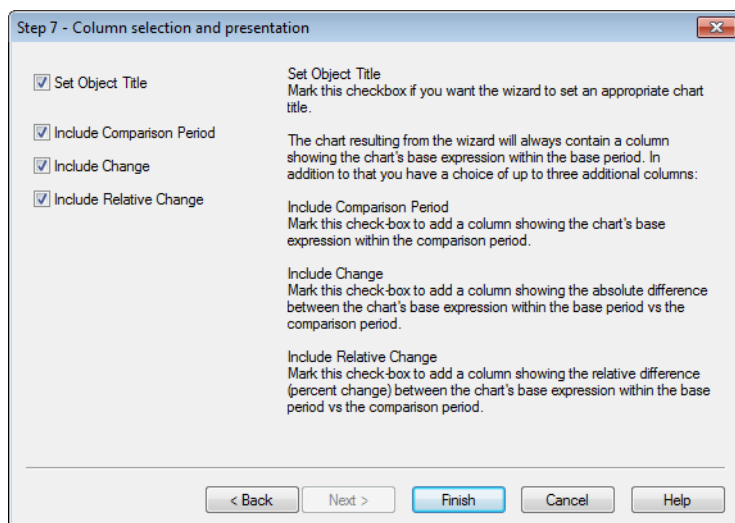 Step 7 - Column selection and presentation
Set Object Title
Include Comparison Period
Include Change
Include Relative Change
Set Object Title
Mark this checkbox if you want the wizard to set an appropriate chart
title.
The chart resulting from the wizard will always contain a column
showing the chart's base expression within the base period. In
addition to that you have a choice of up to three additional columns:
Include Comparison Period
Mark this check-box to add a column showing the chart's base
expression within the comparison period.
Include Change
Mark this check-box to add a column showing the absolute difference
between the chart's base expression within the base period vs the
comparison period.
Include Relative Change
Mark this check-box to add a column showing the relative difference
(percent change) between the chart's base expression within the base
period vs the comparison period.
< Back
Next >
Finish
Cancel
Help